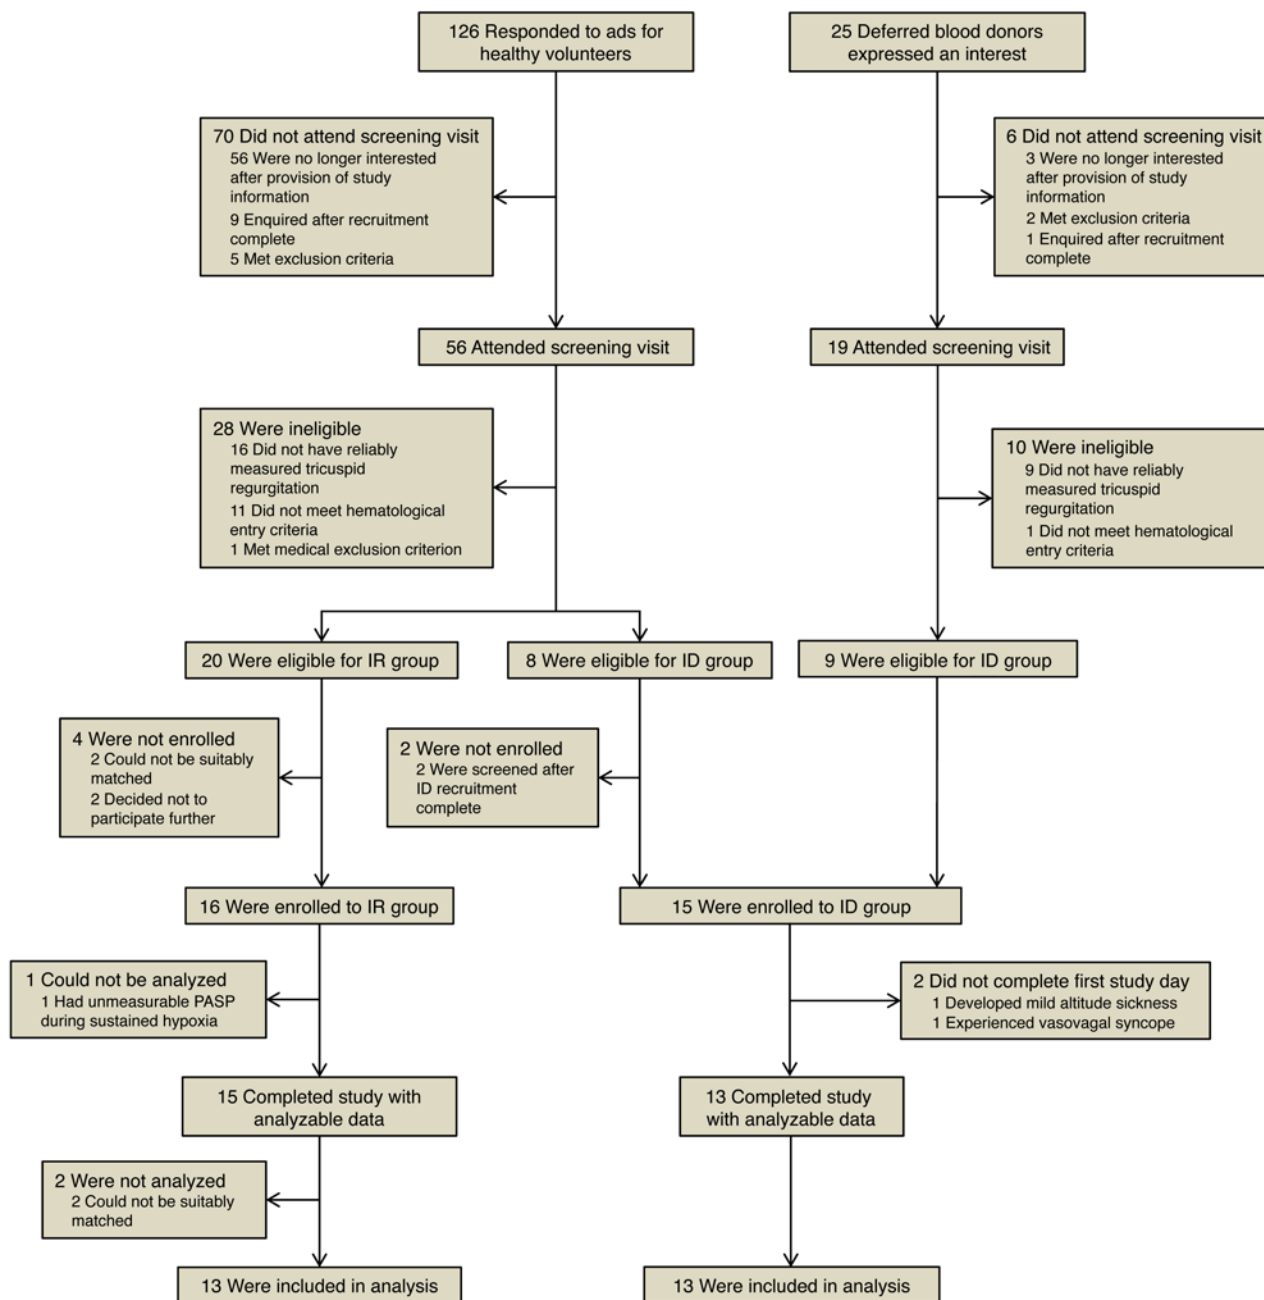 126 Responded to ads for
healthy volunteers
25 Deferred blood donors
expressed an interest
70 Did not attend screening visit
56 Were no longer interested
after provision of study
information
9 Enquired after recruitment
complete
5 Met exclusion criteria
6 Did not attend screening visit
3 Were no longer interested
after provision of study
information
2 Met exclusion criteria
1 Enquired after recruitment
complete
56 Attended screening visit
19 Attended screening visit
28 Were ineligible
16 Did not have reliably
measured tricuspid
regurgitation
11 Did not meet hematological
entry criteria
1 Met medical exclusion criterion
10 Were ineligible
9 Did not have reliably
measured tricuspid
regurgitation
1 Did not meet hematological
entry criteria
20 Were eligible for IR group
8 Were eligible for ID group
9 Were eligible for ID group
4 Were not enrolled
2 Could not be suitably
matched
2 Decided not to
participate further
2 Were not enrolled
2 Were screened after
ID recruitment
complete
16 Were enrolled to IR group
15 Were enrolled to ID group
1 Could not be analyzed
1 Had unmeasurable PASP
during sustained hypoxia
2 Did not complete first study day
1 Developed mild altitude sickness
1 Experienced vasovagal syncope
15 Completed study with
analyzable data
13 Completed study
with analyzable data
2 Were not analyzed
2 Could not be suitably
matched
13 Were included in analysis
13 Were included in analysis